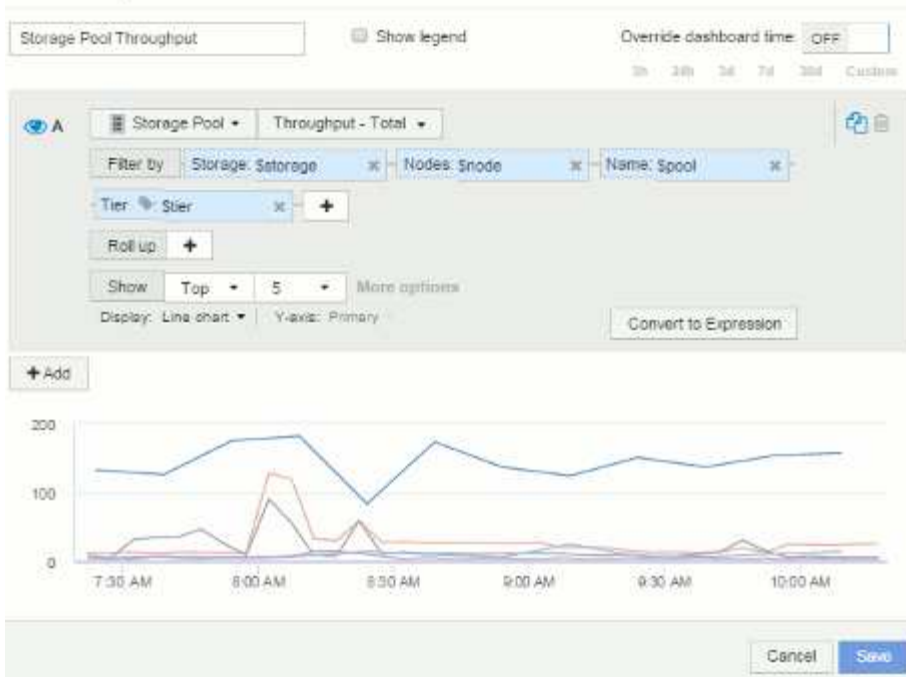 Storage Pool Throughput Show legend Override dashboard time OFF
3h 24h 3d 7d 30d Custom
A Storage Pool Throughput - Total
Filter by Storage: $storage Nodes: $node Name: $pool
Tier $tier +
Roll up +
Show Top 5 More options
Display: Line chart Y-axis: Primary Convert to Expression
+ Add
200
100
0
7:30 AM 8:00 AM 8:30 AM 9:00 AM 9:30 AM 10:00 AM
Cancel Save